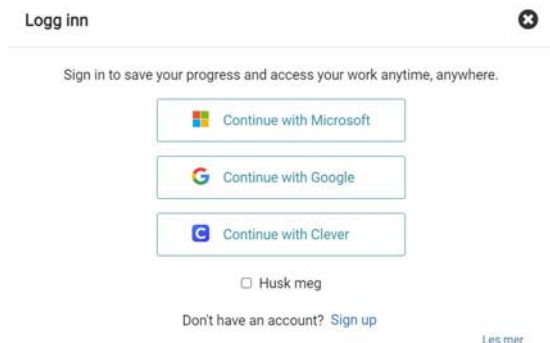 Logg inn
Sign in to save your progress and access your work anytime, anywhere.
Continue with Microsoft
Continue with Google
Continue with Clever
Husk meg
Don't have an account? Sign up
Les mer